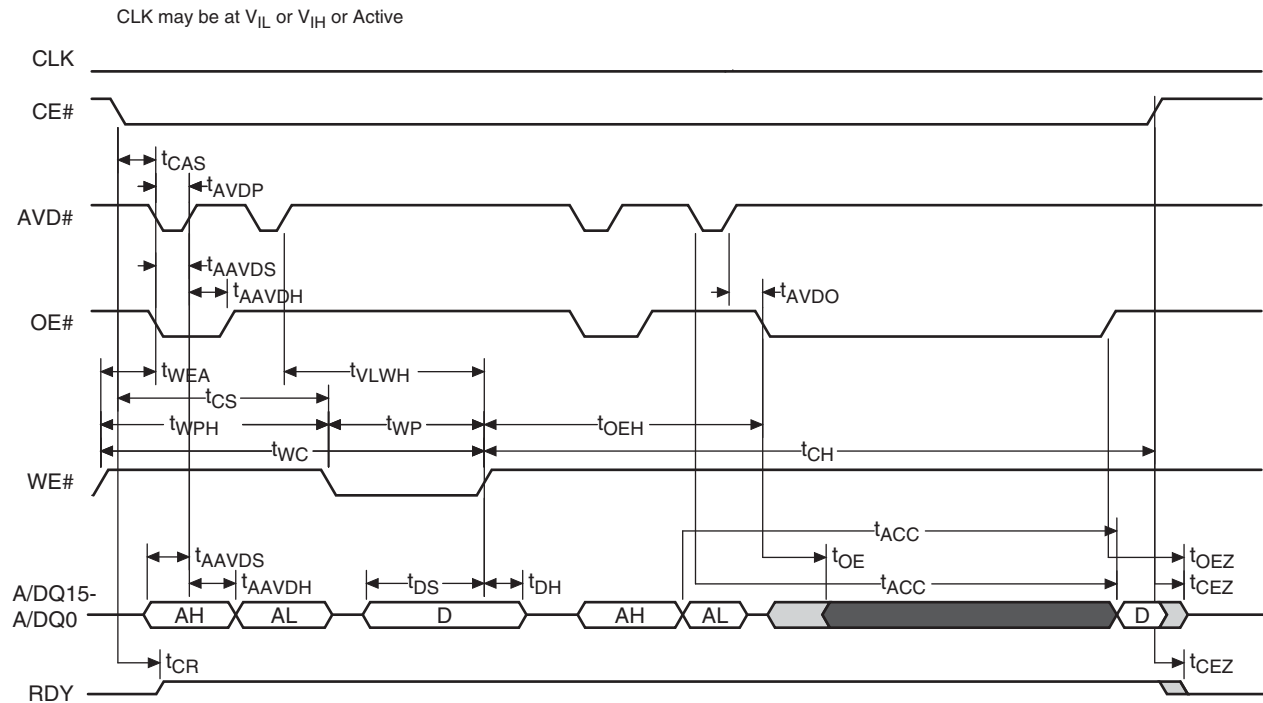 CLK may be at VIL or VIH or Active
CLK
CE#
tCAS
tAVDP
AVD#
tAAVDS
tAAVDH
tAVDO
OE#
tWEA
tVLWH
tCS
tWPH
tWP
tOEH
tWC
tCH
WE#
tACC
tAAVDS
tOE
tOEZ
tAAVDH
tDS
tDH
tACC
tCEZ
A/DQ15-
A/DQ0
AH
AL
D
AH
AL
D
tCR
tCEZ
RDY